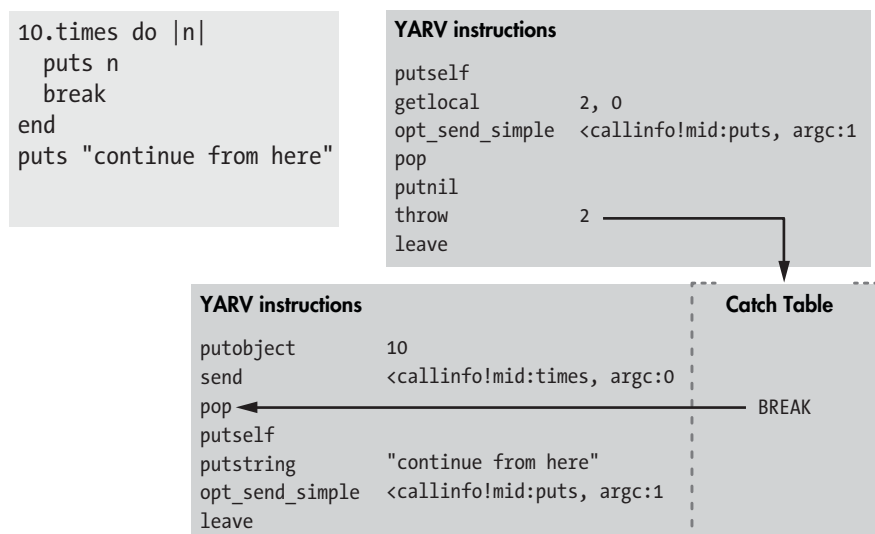 10.times do |n|
  puts n
  break
end
puts "continue from here"
YARV instructions
putself
getlocal 2, 0
opt_send_simple <callinfo!mid:puts, argc:1
pop
putnil
throw 2
leave
YARV instructions
putobject 10
send <callinfo!mid:times, argc:0
pop
putself
putstring "continue from here"
opt_send_simple <callinfo!mid:puts, argc:1
leave
Catch Table
BREAK